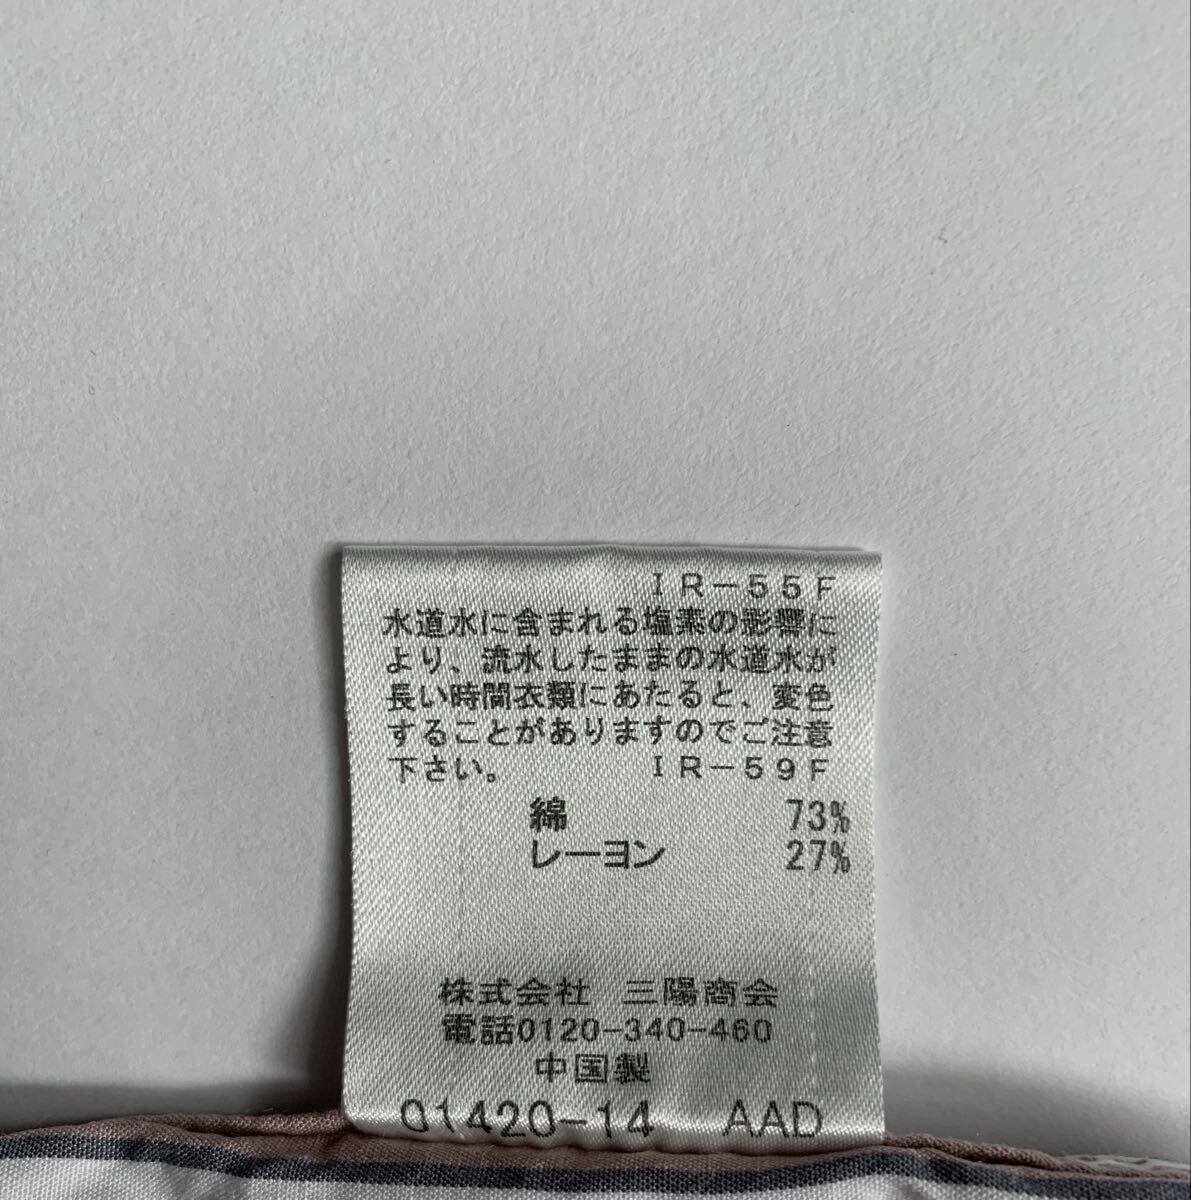 IR-55F
水道水に含まれる塩素の影響に
より、流水したままの水道水が
長い時間衣類にあたると、変色
することがありますのでご注意
下さい。 IR-59F
綿 73%
レーヨン 27%
株式会社 三陽商会
電話0120-340-460
中国製
01420-14 AAD